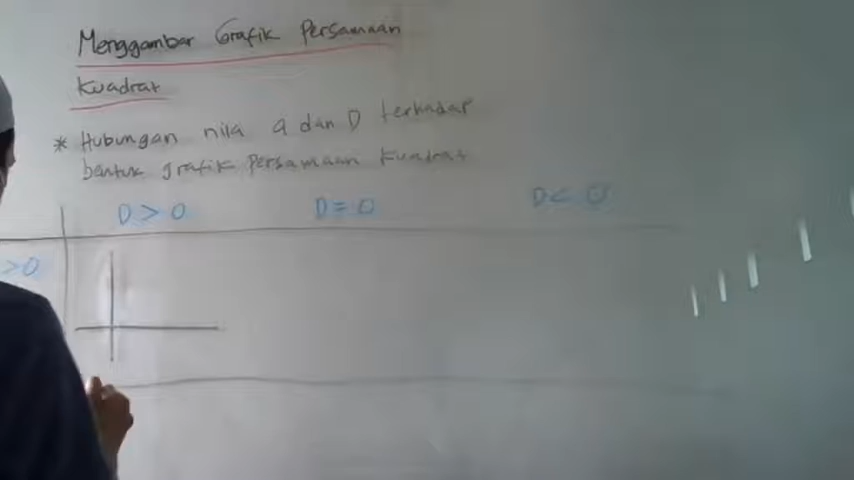 Menggambar Grafik Persamaan
Kuadrat
* Hubungan nila a dan D terhadap
bentuk grafik Persamaan Kuadrat
D > 0 D = 0 D < 0
> 0